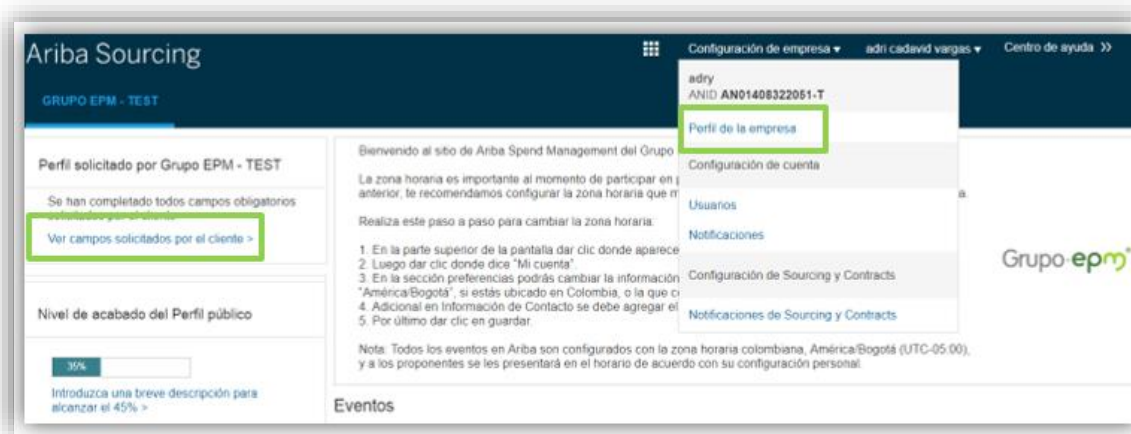 Ariba Sourcing
Configuración de empresa ▾
adri cadavid vargas ▾
Centro de ayuda »
GRUPO EPM - TEST
adry
ANID AN01408322051-T
Perfil de la empresa
Configuración de cuenta
Usuarios
Notificaciones
Configuración de Sourcing y Contracts
Notificaciones de Sourcing y Contracts
Perfil solicitado por Grupo EPM - TEST
Se han completado todos campos obligatorios
Ver campos solicitados por el cliente >
Nivel de acabado del Perfil público
35%
Introduzca una breve descripción para
alcanzar el 45% >
Bienvenido al sitio de Ariba Spend Management del Grupo
La zona horaria es importante al momento de participar en
anterior, te recomendamos configurar la zona horaria que
a.
Realiza este paso a paso para cambiar la zona horaria:
1. En la parte superior de la pantalla dar clic donde aparece
2. Luego dar clic donde dice "Mi cuenta".
3. En la sección preferencias podrás cambiar la información
"América/Bogotá", si estás ubicado en Colombia, o la que
4. Adicional en Información de Contacto se debe agregar el
5. Por último dar clic en guardar.
Nota: Todos los eventos en Ariba son configurados con la zona horaria colombiana, América/Bogotá (UTC-05:00),
y a los proponentes se les presentará en el horario de acuerdo con su configuración personal.
Grupo·epm®
Eventos